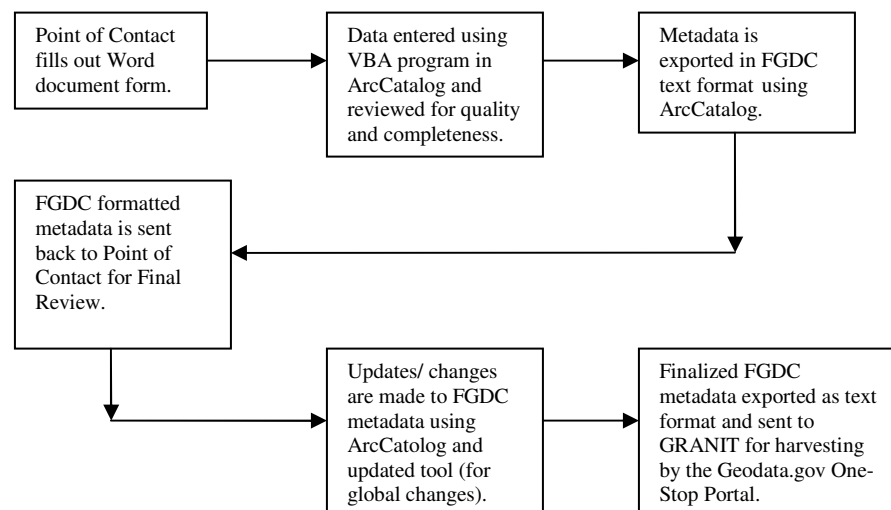 Point of Contact
fills out Word
document form.
Data entered using
VBA program in
ArcCatalog and
reviewed for quality
and completeness.
Metadata is
exported in FGDC
text format using
ArcCatalog.
FGDC formatted
metadata is sent
back to Point of
Contact for Final
Review.
Updates/ changes
are made to FGDC
metadata using
ArcCatolog and
updated tool (for
global changes).
Finalized FGDC
metadata exported as text
format and sent to
GRANIT for harvesting
by the Geodata.gov One-
Stop Portal.